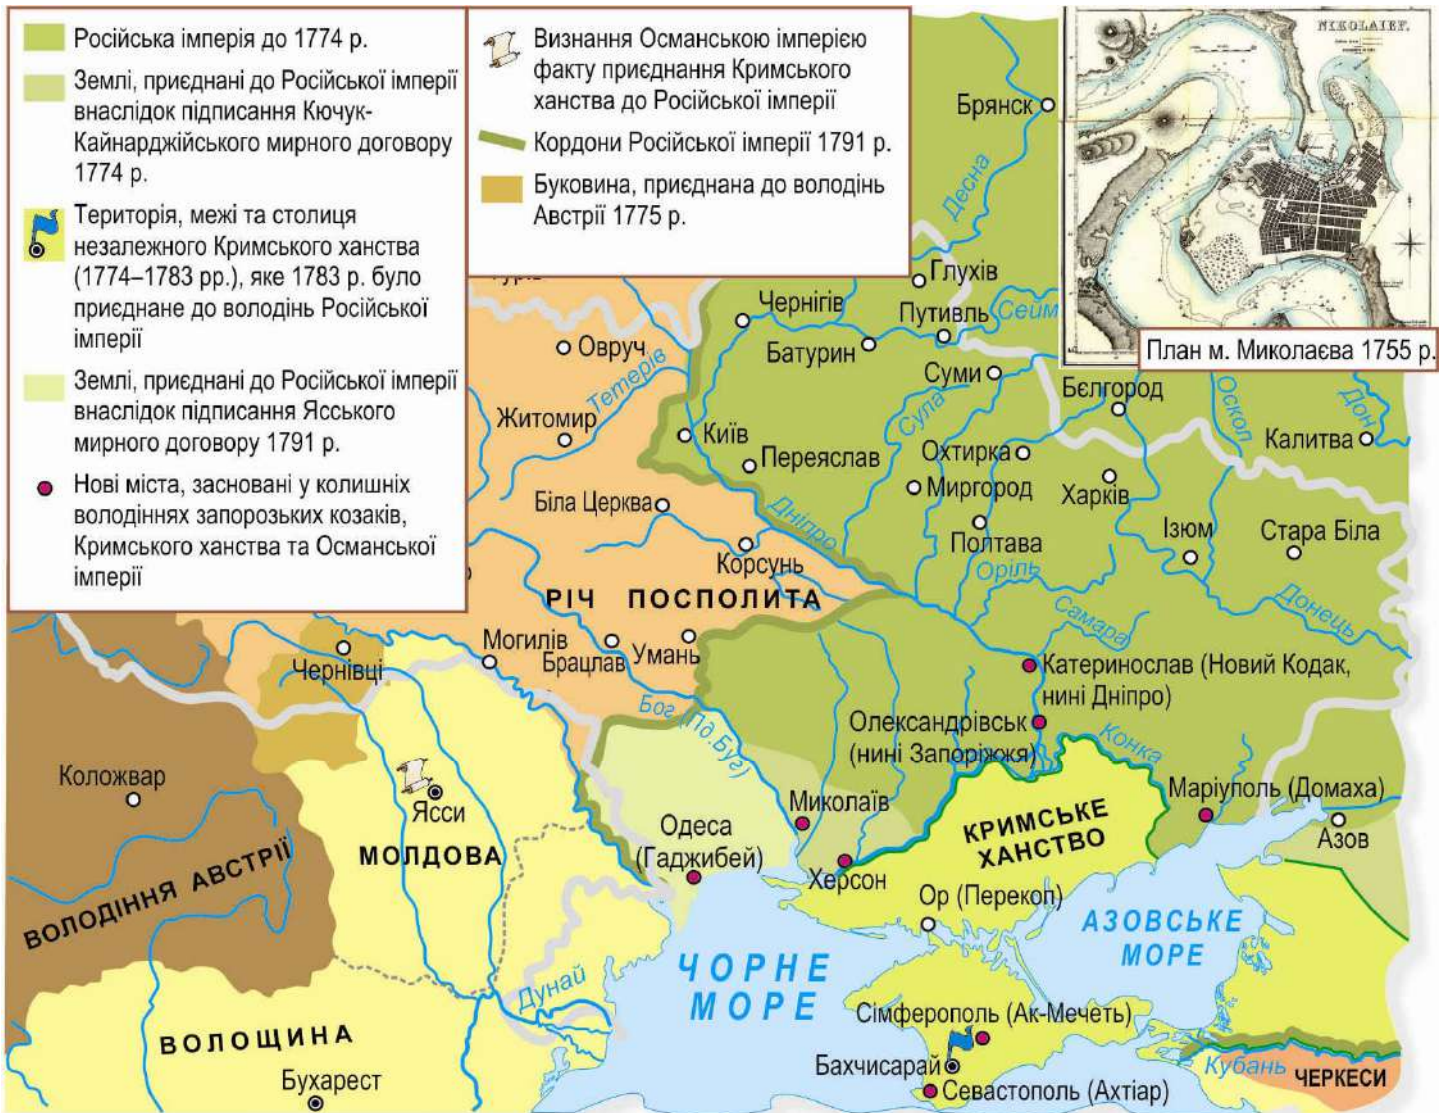 Російська імперія до 1774 р.
Землі, приєднані до Російської імперії
внаслідок підписання Кючук-
Кайнарджійського мирного договору
1774 р.
Територія, межі та столиця
незалежного Кримського ханства
(1774–1783 рр.), яке 1783 р. було
приєднане до володінь Російської
імперії
Землі, приєднані до Російської імперії
внаслідок підписання Ясського
мирного договору 1791 р.
Нові міста, засновані у колишніх
володіннях запорозьких козаків,
Кримського ханства та Османської
імперії
Визнання Османською імперією
факту приєднання Кримського
ханства до Російської імперії
Кордони Російської імперії 1791 р.
Буковина, приєднана до володінь
Австрії 1775 р.
NIKOLAIEF.
План м. Миколаєва 1755 р.
Брянск
Десна
Глухів
Чернігів
Путивль
Сейм
Батурин
Овруч
Тетерів
Суми
Бєлгород
Оскол
Дон
Житомир
Київ
Сула
Калитва
Переяслав
Охтирка
Миргород
Харків
Біла Церква
Дніпро
Полтава
Ізюм
Стара Біла
Корсунь
Оріль
РІЧ ПОСПОЛИТА
Самара
Донець
Могилів
Брацлав
Умань
Чернівці
Катеринослав (Новий Кодак,
нині Дніпро)
Бог (Пд.Буг)
Олександрівськ
(нині Запоріжжя)
Конка
Коложвар
Ясси
Миколаїв
Маріуполь (Домаха)
Азов
Одеса
(Гаджибей)
КРИМСЬКЕ
ХАНСТВО
МОЛДОВА
ВОЛОДІННЯ АВСТРІЇ
Херсон
Ор (Перекоп)
АЗОВСЬКЕ
МОРЕ
ЧОРНЕ
МОРЕ
Дунай
Сімферополь (Ак-Мечеть)
ВОЛОЩИНА
Бахчисарай
Кубань
ЧЕРКЕСИ
Бухарест
Севастополь (Ахтіар)